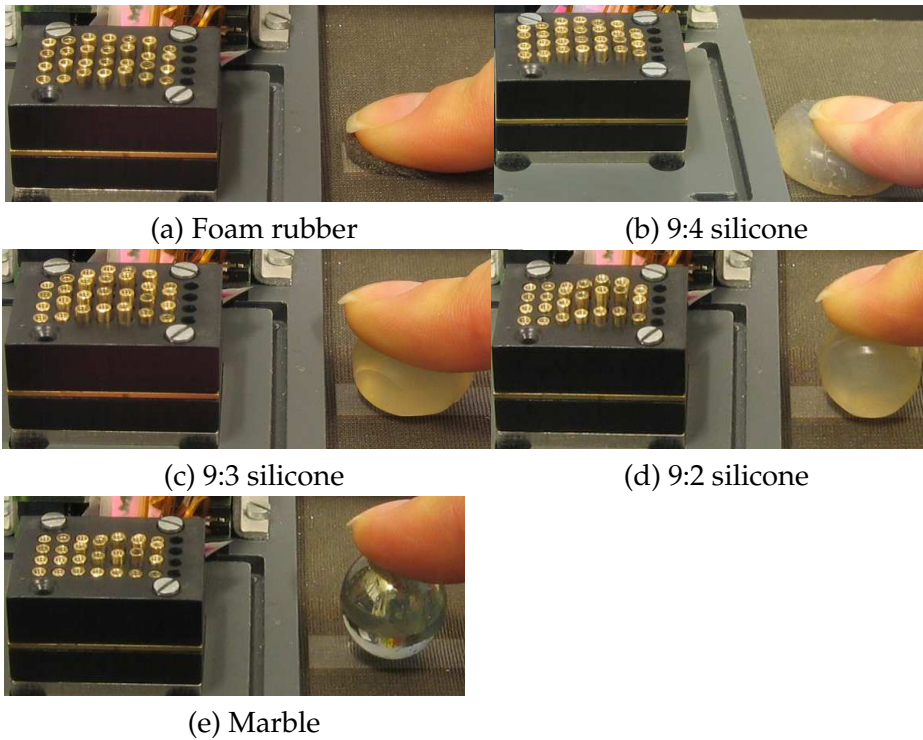 (a) Foam rubber
(b) 9:4 silicone
(c) 9:3 silicone
(d) 9:2 silicone
(e) Marble